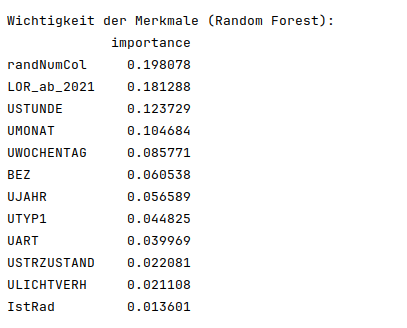 Wichtigkeit der Merkmale (Random Forest):
importance
randNumCol 0.198078
LOR_ab_2021 0.181288
USTUNDE 0.123729
UMONAT 0.104684
UWOCHENTAG 0.085771
BEZ 0.060538
UJAHR 0.056589
UTYP1 0.044825
UART 0.039969
USTRZUSTAND 0.022081
ULICHTVERH 0.021108
IstRad 0.013601